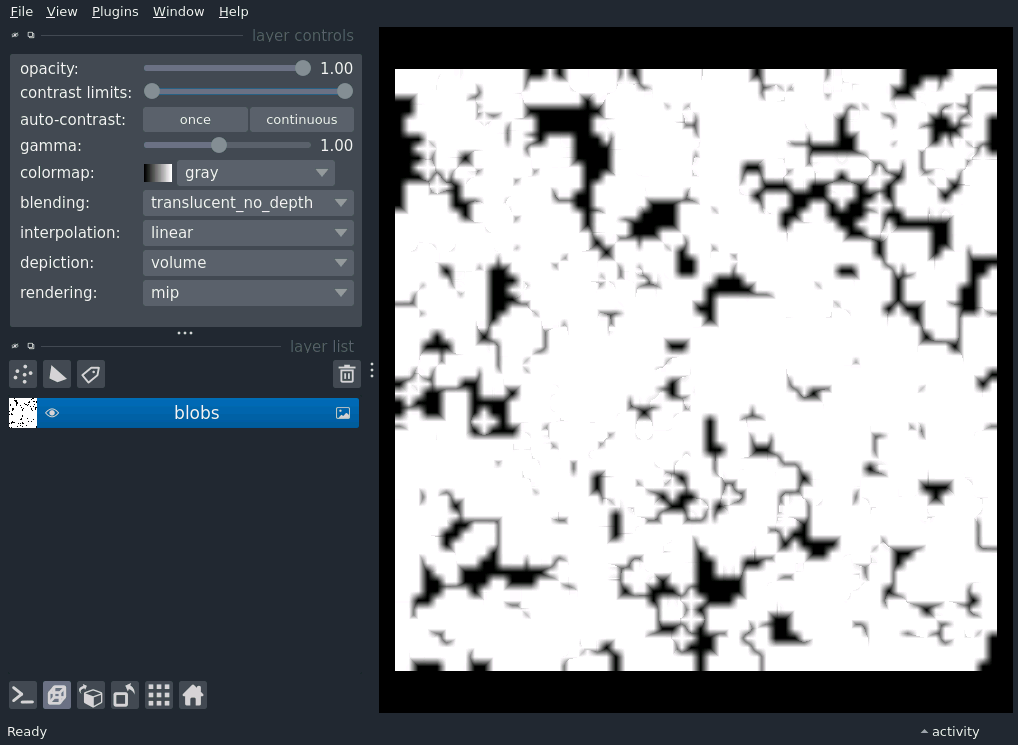 File View Plugins Window Help
layer controls
opacity: 1.00
contrast limits:
auto-contrast: once continuous
gamma: 1.00
colormap: gray
blending: translucent_no_depth
interpolation: linear
depiction: volume
rendering: mip
layer list
blobs
Ready
activity